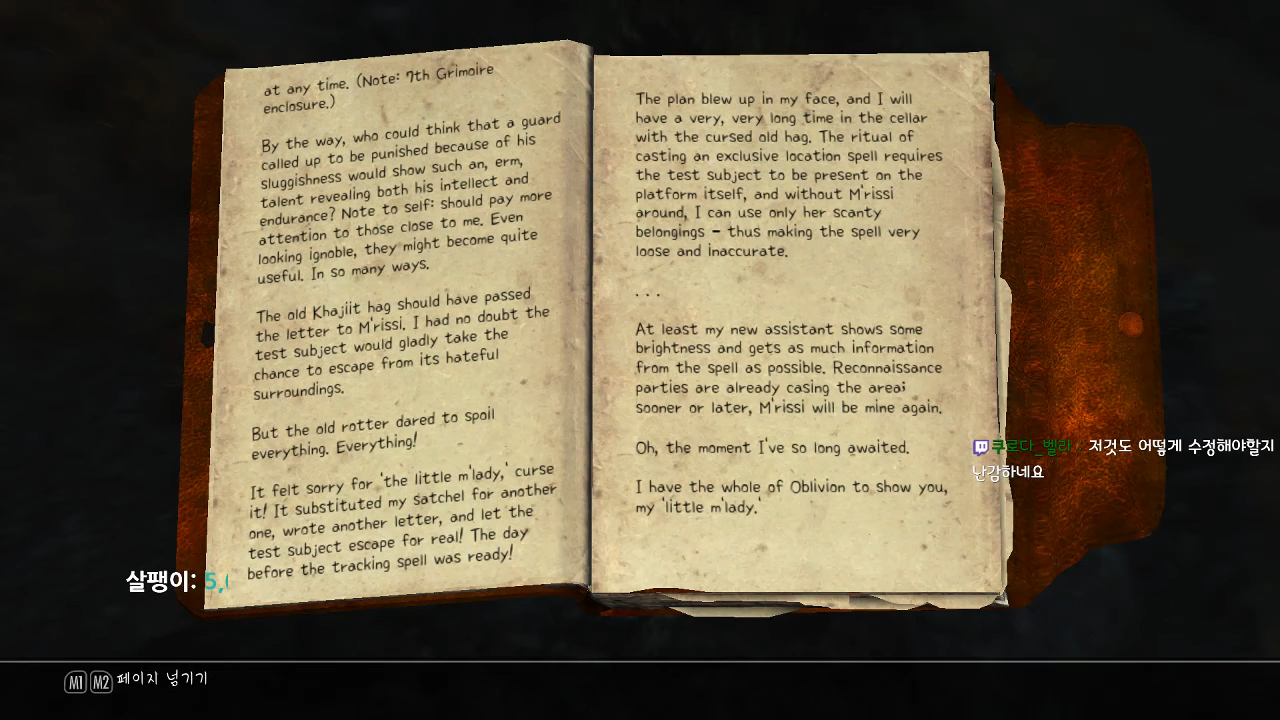 at any time. (Note: 7th Grimoire
enclosure.)
By the way, who could think that a guard
called up to be punished because of his
sluggishness would show such an, erm,
talent revealing both his intellect and
endurance? Note to self: should pay more
attention to those close to me. Even
looking ignoble, they might become quite
useful. In so many ways.
The old Khajiit hag should have passed
the letter to M'rissi. I had no doubt the
test subject would gladly take the
chance to escape from its hateful
surroundings.
But the old rotter dared to spoil
everything. Everything!
It felt sorry for 'the little m'lady,' curse
it! It substituted my satchel for another
one, wrote another letter, and let the
test subject escape for real! The day
before the tracking spell was ready!
The plan blew up in my face, and I will
have a very, very long time in the cellar
with the cursed old hag. The ritual of
casting an exclusive location spell requires
the test subject to be present on the
platform itself, and without M'rissi
around, I can use only her scanty
belongings - thus making the spell very
loose and inaccurate.
...
At least my new assistant shows some
brightness and gets as much information
from the spell as possible. Reconnaissance
parties are already casing the area;
sooner or later, M'rissi will be mine again.
Oh, the moment I've so long awaited.
I have the whole of Oblivion to show you,
my 'little m'lady.'
쿠로다_벨라 : 저것도 어떻게 수정해야할지
난감하네요
살팽이: 5,
M1 M2 페이지 넘기기